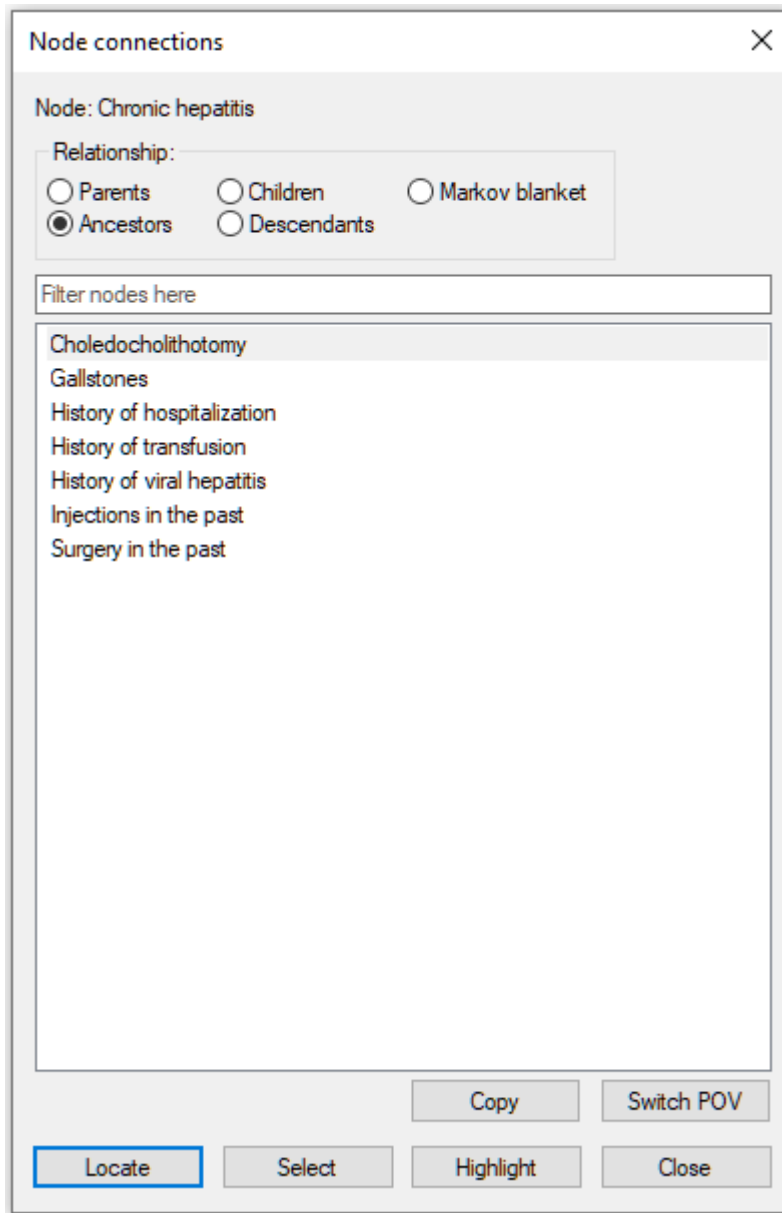 Node connections
Node: Chronic hepatitis
Relationship:
Parents Children Markov blanket
Ancestors Descendants
Filter nodes here
Choledocholithotomy
Gallstones
History of hospitalization
History of transfusion
History of viral hepatitis
Injections in the past
Surgery in the past
Copy Switch POV
Locate Select Highlight Close